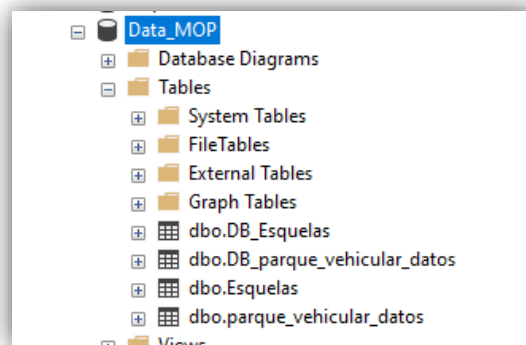 Data_MOP
Database Diagrams
Tables
System Tables
FileTables
External Tables
Graph Tables
dbo.DB_Esquelas
dbo.DB_parque_vehicular_datos
dbo.Esquelas
dbo.parque_vehicular_datos
Views